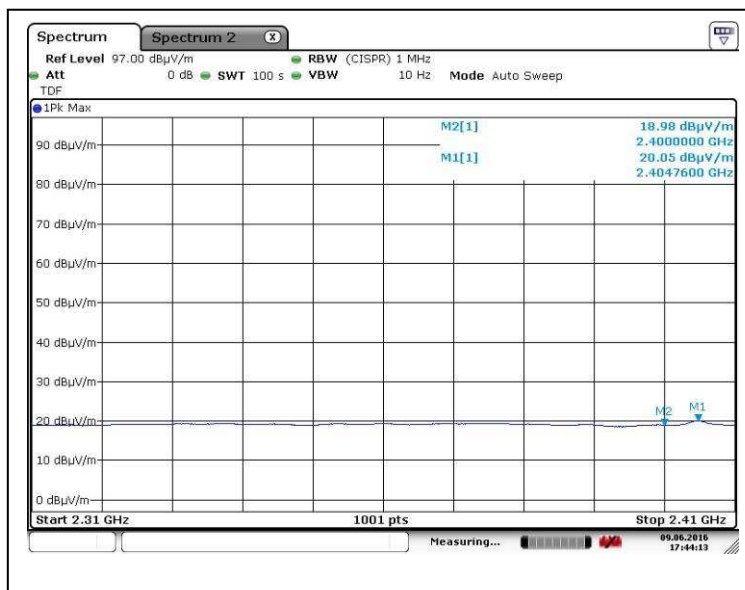 Spectrum
Spectrum 2 X
Ref Level 97.00 dBµV/m RBW (CISPR) 1 MHz
Att 0 dB SWT 100 s VBW 10 Hz Mode Auto Sweep
TDF
1Pk Max
M2[1] 18.98 dBµV/m
2.4000000 GHz
M1[1] 20.05 dBµV/m
2.4047600 GHz
90 dBµV/m
80 dBµV/m
70 dBµV/m
60 dBµV/m
50 dBµV/m
40 dBµV/m
30 dBµV/m
M2 M1
20 dBµV/m
10 dBµV/m
0 dBµV/m
Start 2.31 GHz 1001 pts Stop 2.41 GHz
Measuring... 09.06.2016
17:44:13